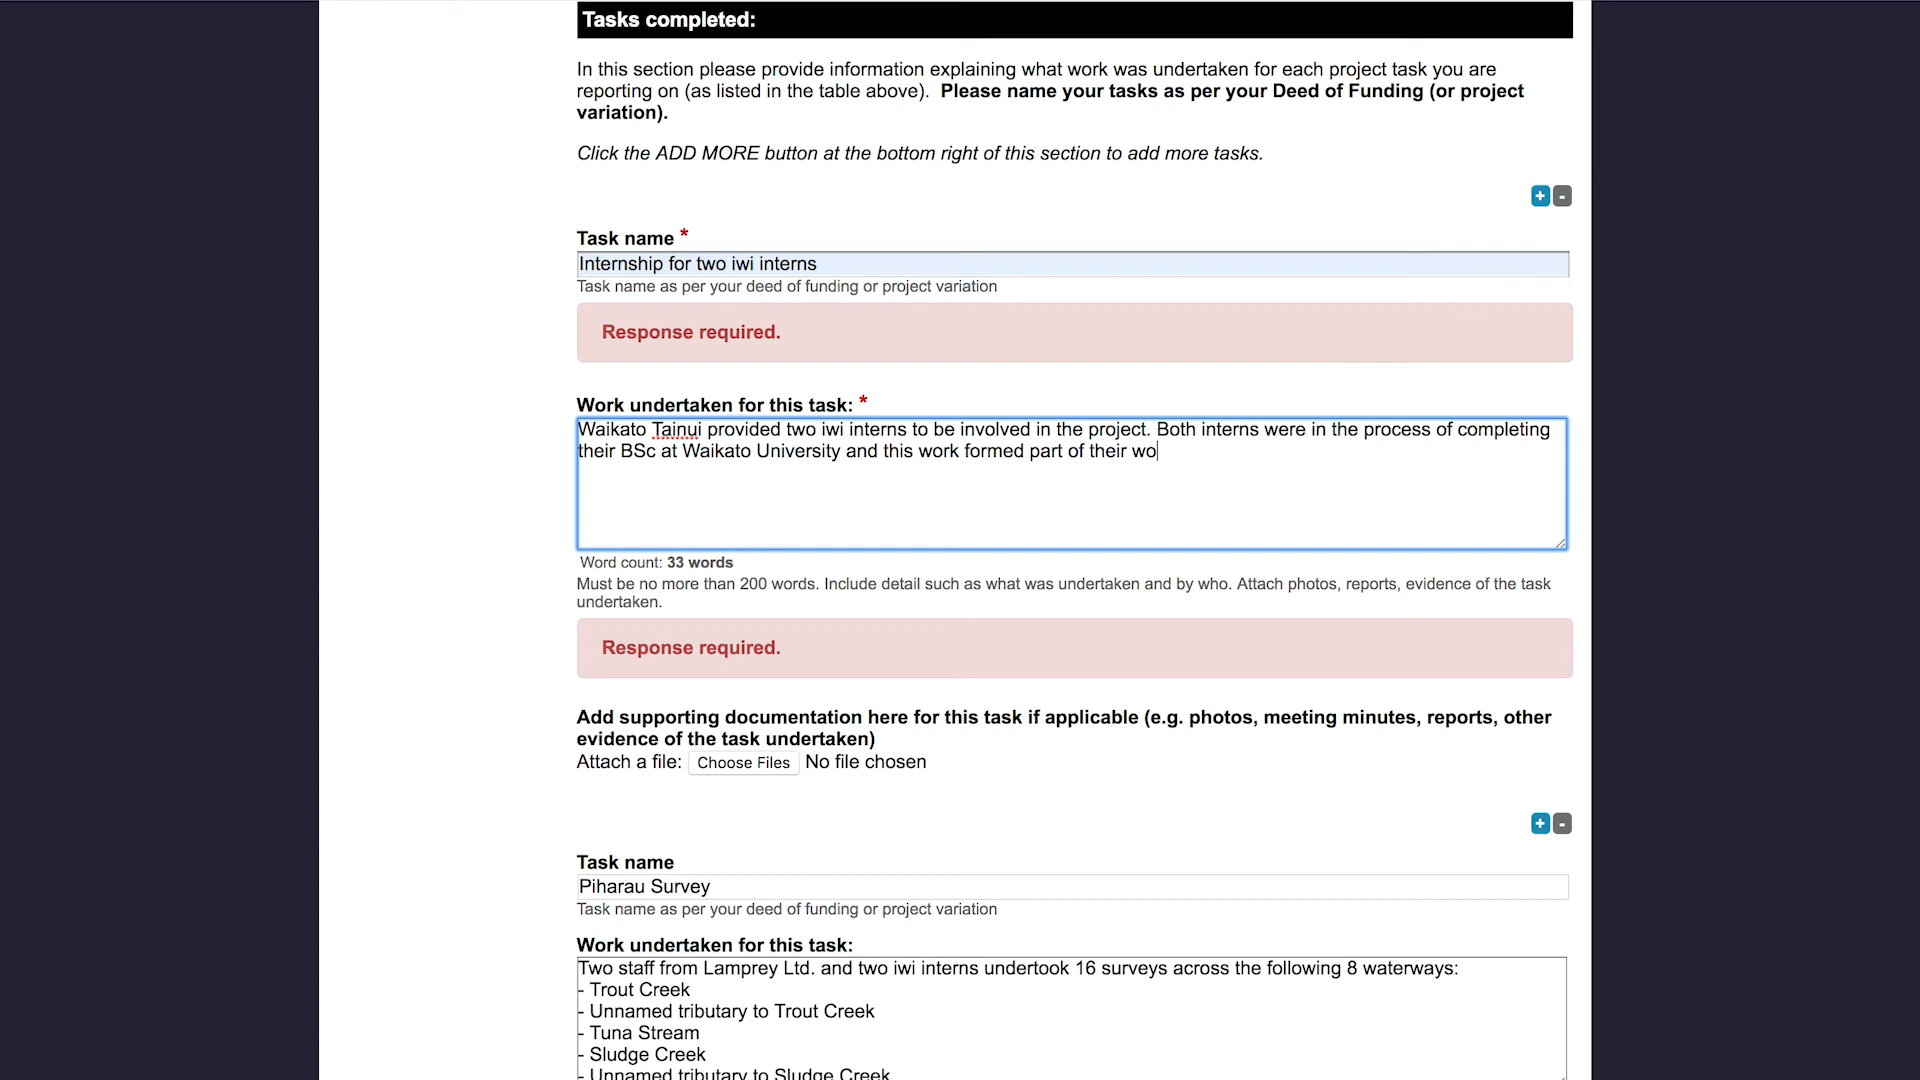 Tasks completed:
In this section please provide information explaining what work was undertaken for each project task you are
reporting on (as listed in the table above).  Please name your tasks as per your Deed of Funding (or project
variation).
Click the ADD MORE button at the bottom right of this section to add more tasks.
+ -
Task name *
Internship for two iwi interns
Task name as per your deed of funding or project variation
Response required.
Work undertaken for this task: *
Waikato Tainui provided two iwi interns to be involved in the project. Both interns were in the process of completing
their BSc at Waikato University and this work formed part of their wo
Word count: 33 words
Must be no more than 200 words. Include detail such as what was undertaken and by who. Attach photos, reports, evidence of the task
undertaken.
Response required.
Add supporting documentation here for this task if applicable (e.g. photos, meeting minutes, reports, other
evidence of the task undertaken)
Attach a file: Choose Files No file chosen
+ -
Task name
Piharau Survey
Task name as per your deed of funding or project variation
Work undertaken for this task:
Two staff from Lamprey Ltd. and two iwi interns undertook 16 surveys across the following 8 waterways:
- Trout Creek
- Unnamed tributary to Trout Creek
- Tuna Stream
- Sludge Creek
- Unnamed tributary to Sludge Creek